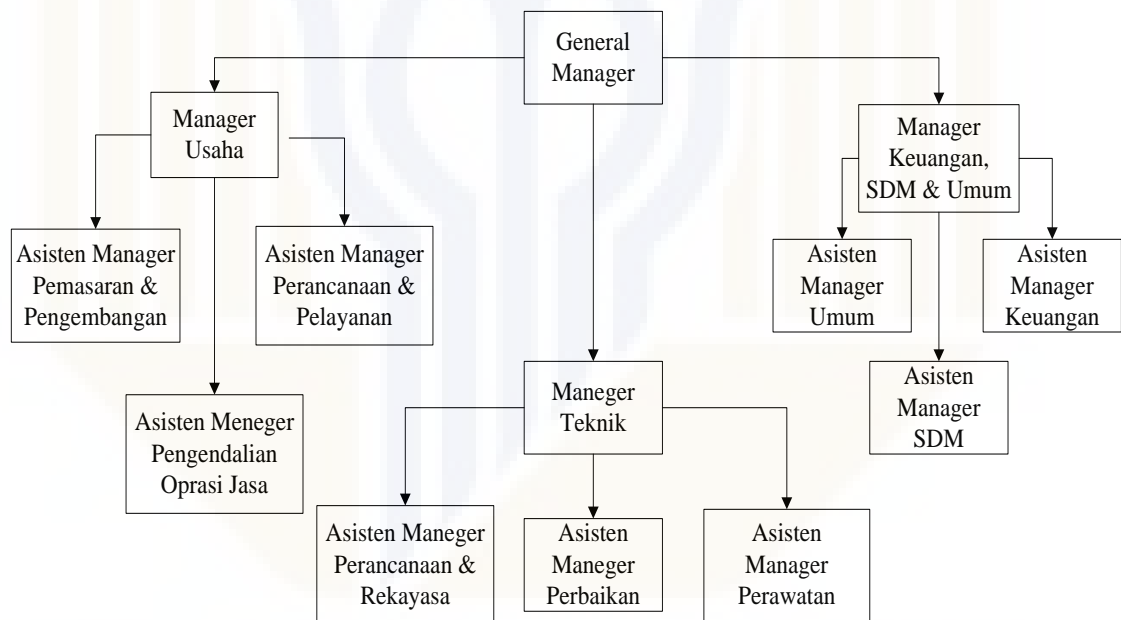 General
Manager
Manager
Usaha
Manager
Keuangan,
SDM & Umum
Asisten Manager
Pemasaran &
Pengembangan
Asisten Manager
Perancanaan &
Pelayanan
Asisten
Manager
Umum
Asisten
Manager
Keuangan
Asisten Meneger
Pengendalian
Oprasi Jasa
Maneger
Teknik
Asisten
Manager
SDM
Asisten Maneger
Perancanaan &
Rekayasa
Asisten
Maneger
Perbaikan
Asisten
Manager
Perawatan